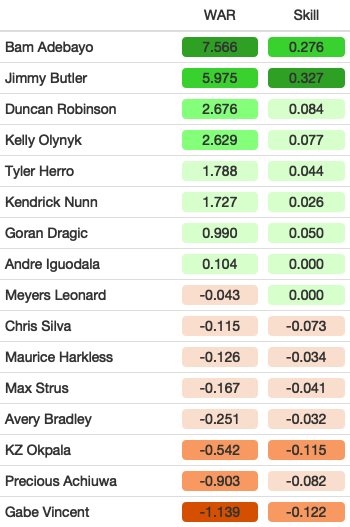 WAR Skill
Bam Adebayo 7.566 0.276
Jimmy Butler 5.975 0.327
Duncan Robinson 2.676 0.084
Kelly Olynyk 2.629 0.077
Tyler Herro 1.788 0.044
Kendrick Nunn 1.727 0.026
Goran Dragic 0.990 0.050
Andre Iguodala 0.104 0.000
Meyers Leonard -0.043 0.000
Chris Silva -0.115 -0.073
Maurice Harkless -0.126 -0.034
Max Strus -0.167 -0.041
Avery Bradley -0.251 -0.032
KZ Okpala -0.542 -0.115
Precious Achiuwa -0.903 -0.082
Gabe Vincent -1.139 -0.122